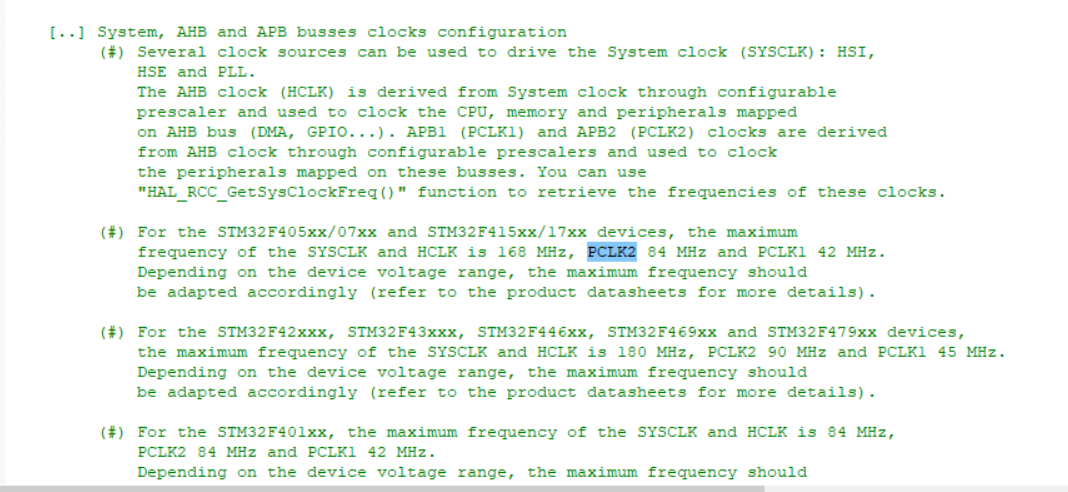 [..] System, AHB and APB busses clocks configuration
(#) Several clock sources can be used to drive the System clock (SYSCLK): HSI,
HSE and PLL.
The AHB clock (HCLK) is derived from System clock through configurable
prescaler and used to clock the CPU, memory and peripherals mapped
on AHB bus (DMA, GPIO...). APB1 (PCLK1) and APB2 (PCLK2) clocks are derived
from AHB clock through configurable prescalers and used to clock
the peripherals mapped on these busses. You can use
"HAL_RCC_GetSysClockFreq()" function to retrieve the frequencies of these clocks.
(#) For the STM32F405xx/07xx and STM32F415xx/17xx devices, the maximum
frequency of the SYSCLK and HCLK is 168 MHz, PCLK2 84 MHz and PCLK1 42 MHz.
Depending on the device voltage range, the maximum frequency should
be adapted accordingly (refer to the product datasheets for more details).
(#) For the STM32F42xxx, STM32F43xxx, STM32F446xx, STM32F469xx and STM32F479xx devices,
the maximum frequency of the SYSCLK and HCLK is 180 MHz, PCLK2 90 MHz and PCLK1 45 MHz.
Depending on the device voltage range, the maximum frequency should
be adapted accordingly (refer to the product datasheets for more details).
(#) For the STM32F401xx, the maximum frequency of the SYSCLK and HCLK is 84 MHz,
PCLK2 84 MHz and PCLK1 42 MHz.
Depending on the device voltage range, the maximum frequency should